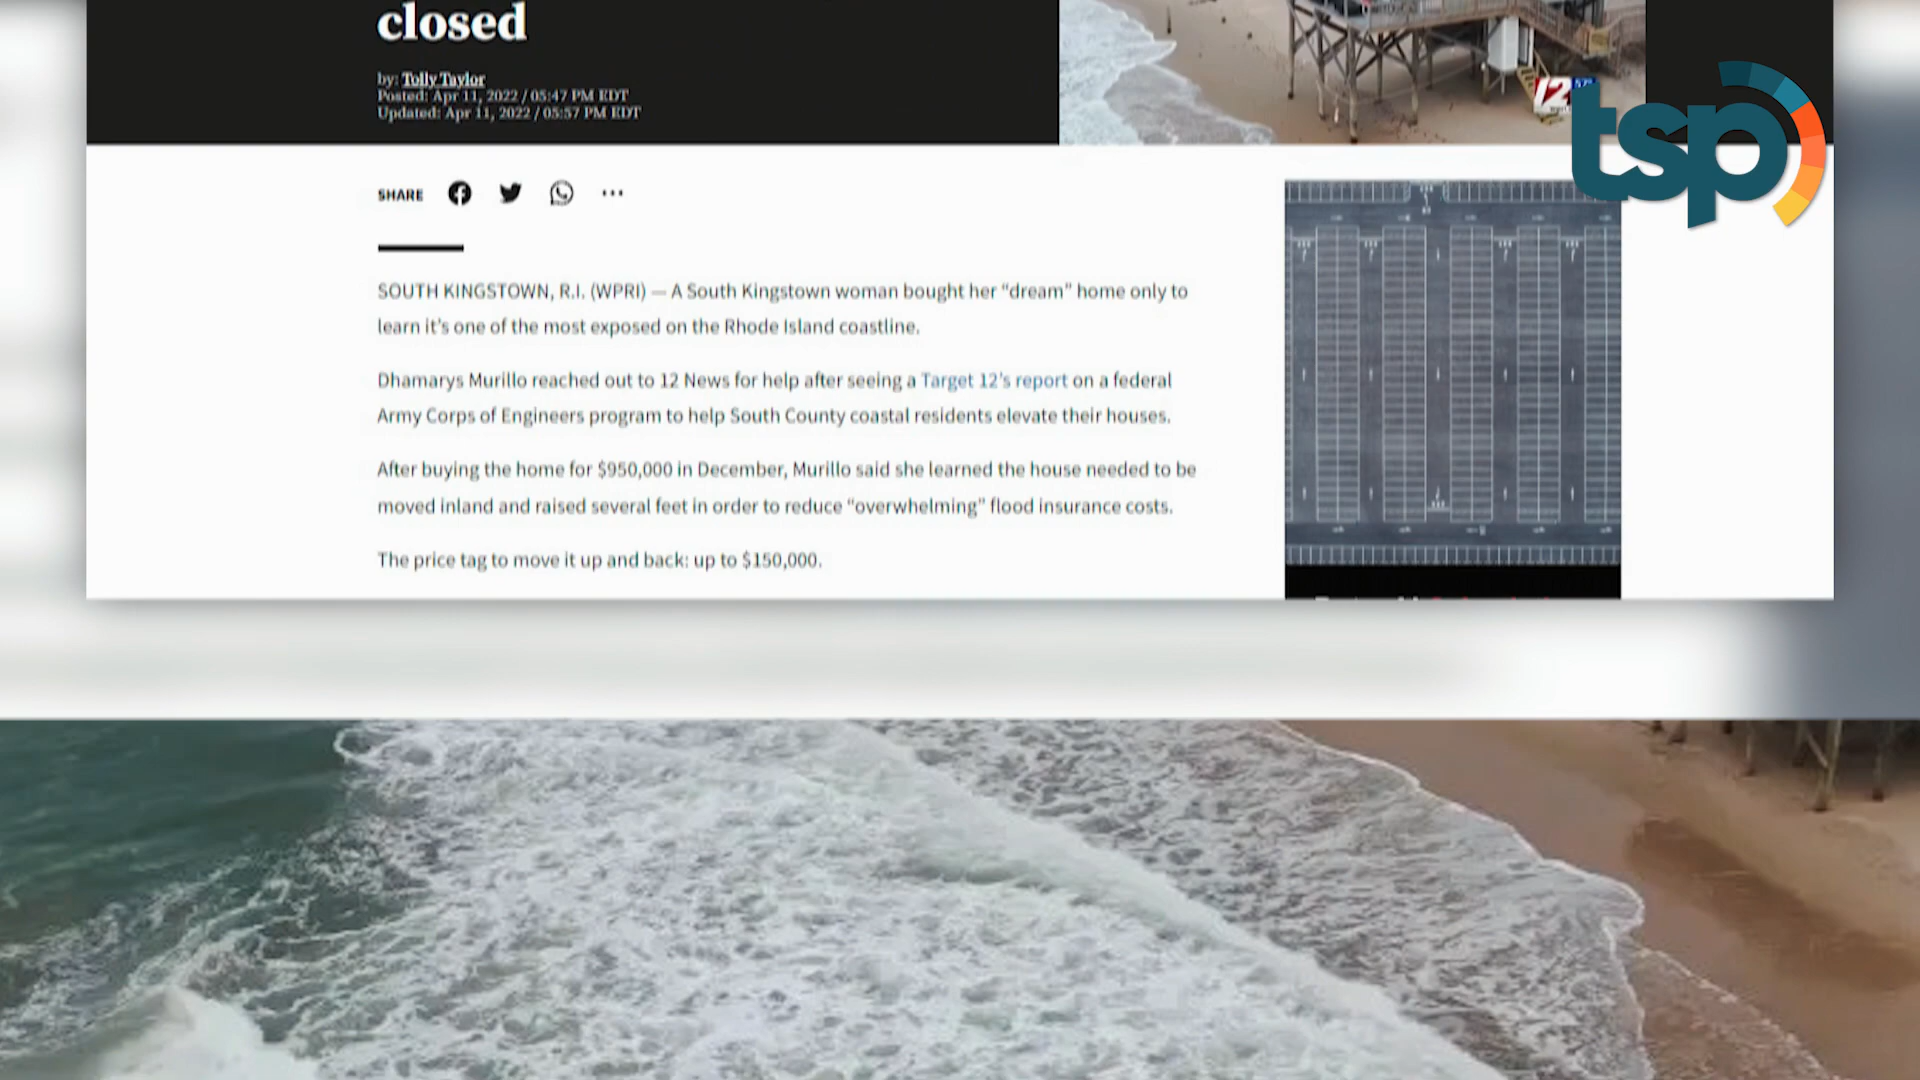 closed
by: Tolly Taylor
Posted: Apr 11, 2022 / 05:47 PM EDT
Updated: Apr 11, 2022 / 05:57 PM EDT
12
tsp
SHARE
SOUTH KINGSTOWN, R.I. (WPRI) — A South Kingstown woman bought her “dream” home only to
learn it’s one of the most exposed on the Rhode Island coastline.
Dhamarys Murillo reached out to 12 News for help after seeing a Target 12’s report on a federal
Army Corps of Engineers program to help South County coastal residents elevate their houses.
After buying the home for $950,000 in December, Murillo said she learned the house needed to be
moved inland and raised several feet in order to reduce “overwhelming” flood insurance costs.
The price tag to move it up and back: up to $150,000.